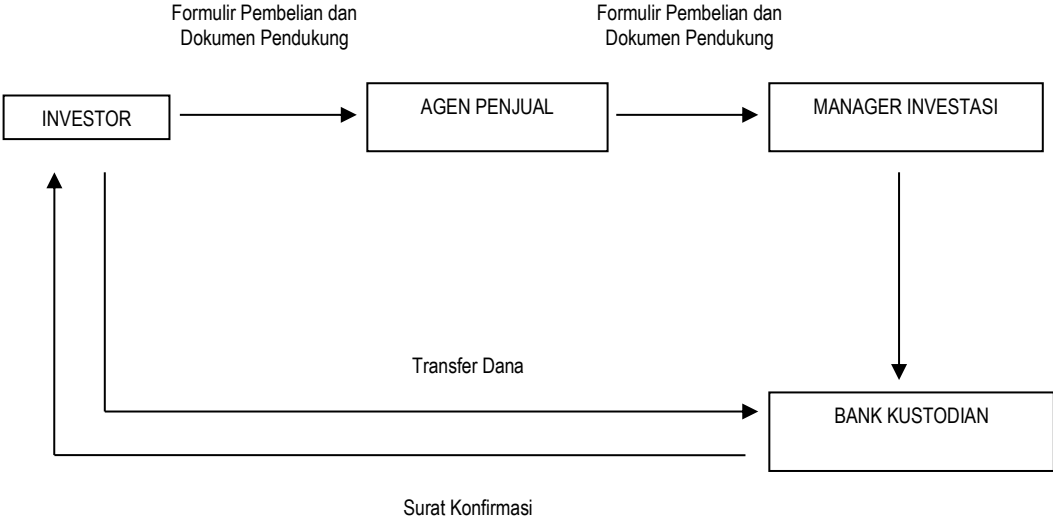 Formulir Pembelian dan
Dokumen Pendukung
Formulir Pembelian dan
Dokumen Pendukung
INVESTOR
AGEN PENJUAL
MANAGER INVESTASI
Transfer Dana
BANK KUSTODIAN
Surat Konfirmasi